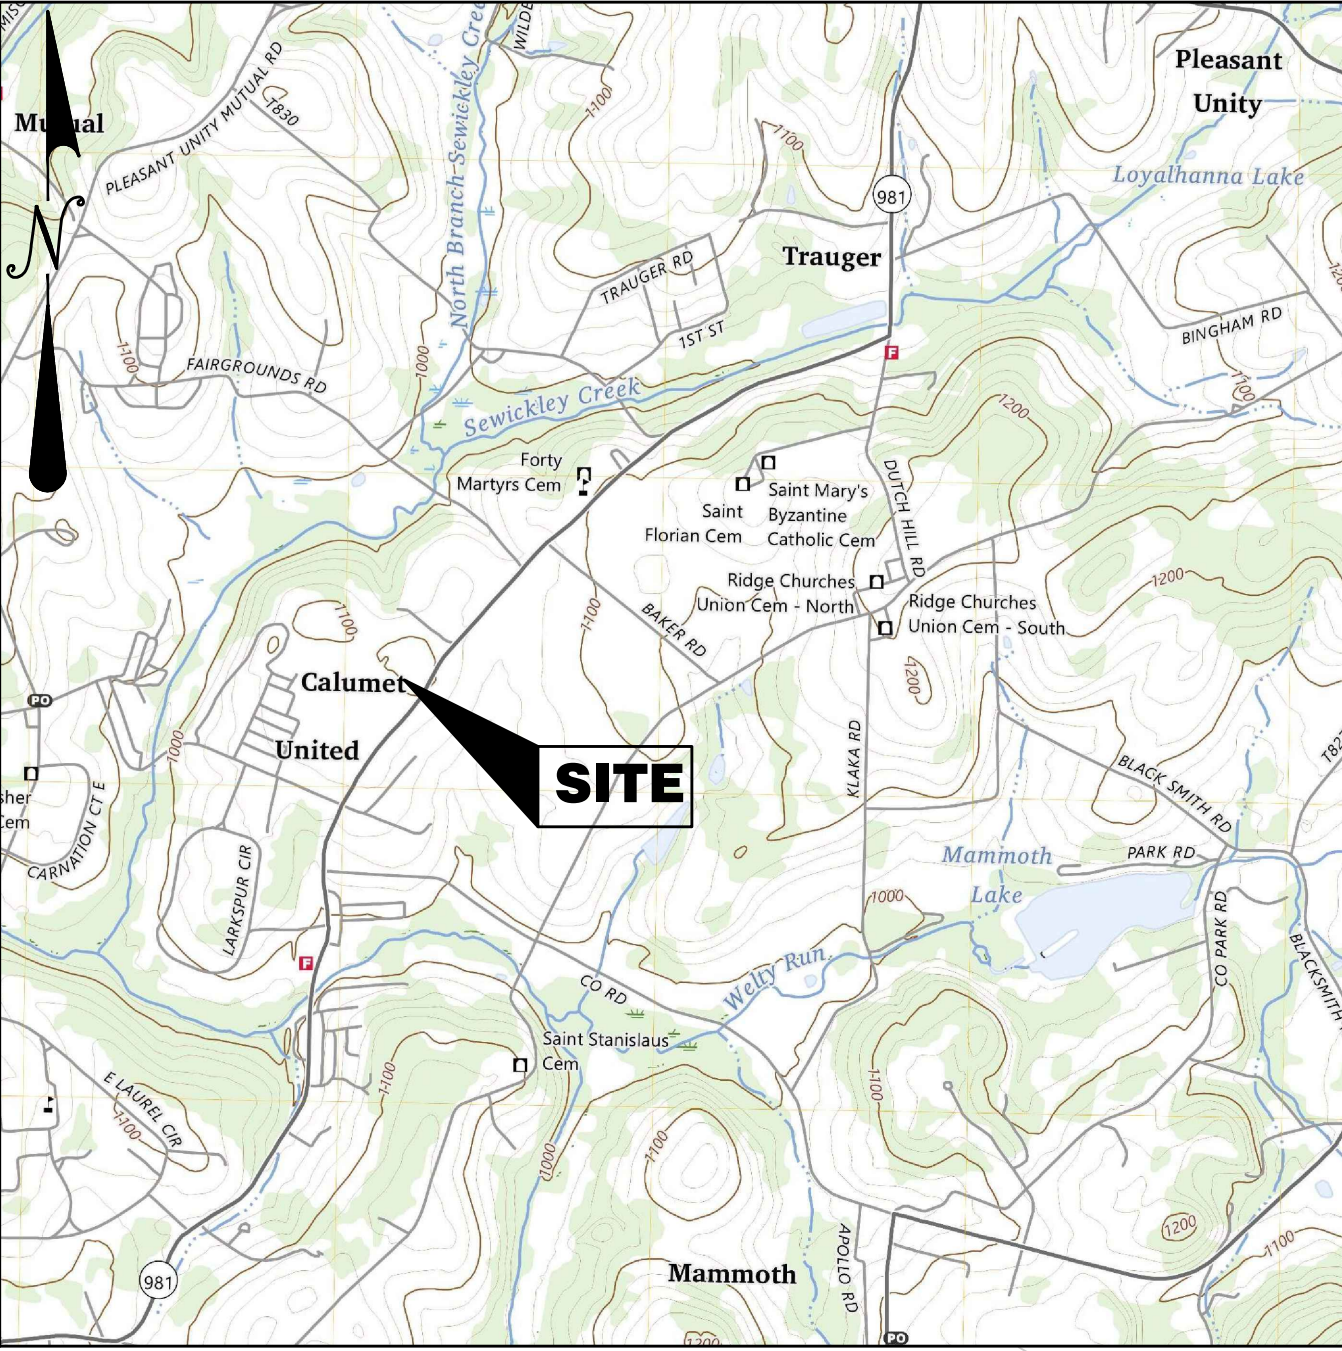 WILDE
North Branch Sewickley Cree
PLEASANT UNITY MUTUAL RD
Pleasant
Unity
1100
T830
Mutual
1100
Loyalhanna Lake
981
N
Trauger
TRAUGER RD
BINGHAM RD
1ST ST
1100
1000
FAIRGROUNDS RD
F
1100
Sewickley Creek
1200
Forty
Martyrs Cem
Saint Mary's
Byzantine
Catholic Cem
Saint
Florian Cem
DUTCH HILL RD
1200
Ridge Churches
Union Cem - North
Ridge Churches
Union Cem - South
1100
1100
BAKER RD
1200
Calumet
PO
United
1000
KLAKA RD
SITE
BLACK SMITH RD
sher
Cem
CARNATION CT E
LARKSPUR CIR
Mammoth
Lake
PARK RD
1000
CO PARK RD
BLACKSMITH
F
Welty Run
CO RD
Saint Stanislaus
Cem
E LAUREL CIR
1100
1100
1100
1000
1100
1200
1100
981
Mammoth
APOLLO RD
1200
PO